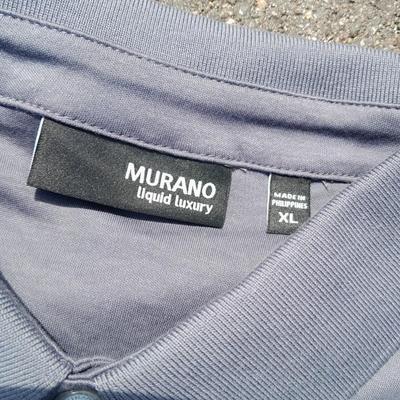 MURANO
liquid luxury
MADE IN
PHILIPPINES
XL